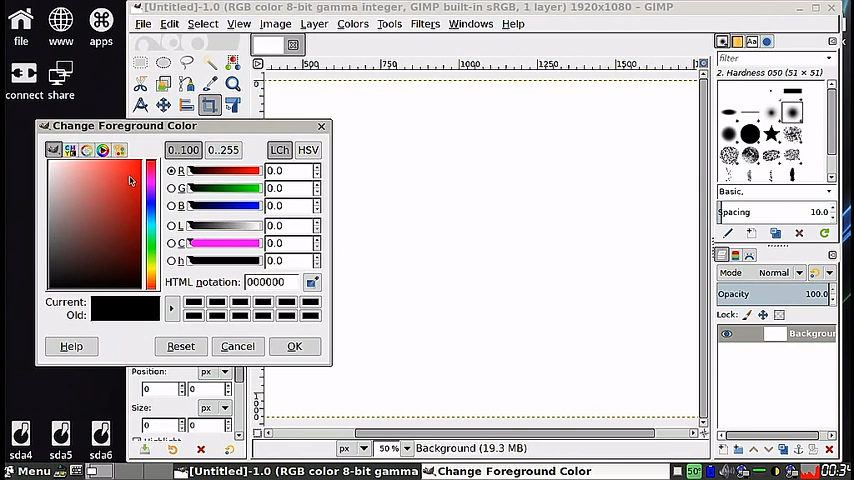 [Untitled]-1.0 (RGB color 8-bit gamma integer, GIMP built-in sRGB, 1 layer) 1920x1080 – GIMP
File Edit Select View Image Layer Colors Tools Filters Windows Help
file www apps
connect share
500 1000 1500
filter
2. Hardness 050 (51 × 51)
Basic,
Spacing 10.0
Mode Normal
Opacity 100.0
Lock:
Background
Change Foreground Color
0..100 0..255 LCh HSV
R 0.0
G 0.0
B 0.0
L 0.0
C 0.0
h 0.0
HTML notation: 000000
Current:
Old:
Help Reset Cancel OK
Position: px
0 0
Size: px
0 0
px 50 % Background (19.3 MB)
sda4 sda5 sda6
Menu [Untitled]-1.0 (RGB color 8-bit gamma Change Foreground Color 50°